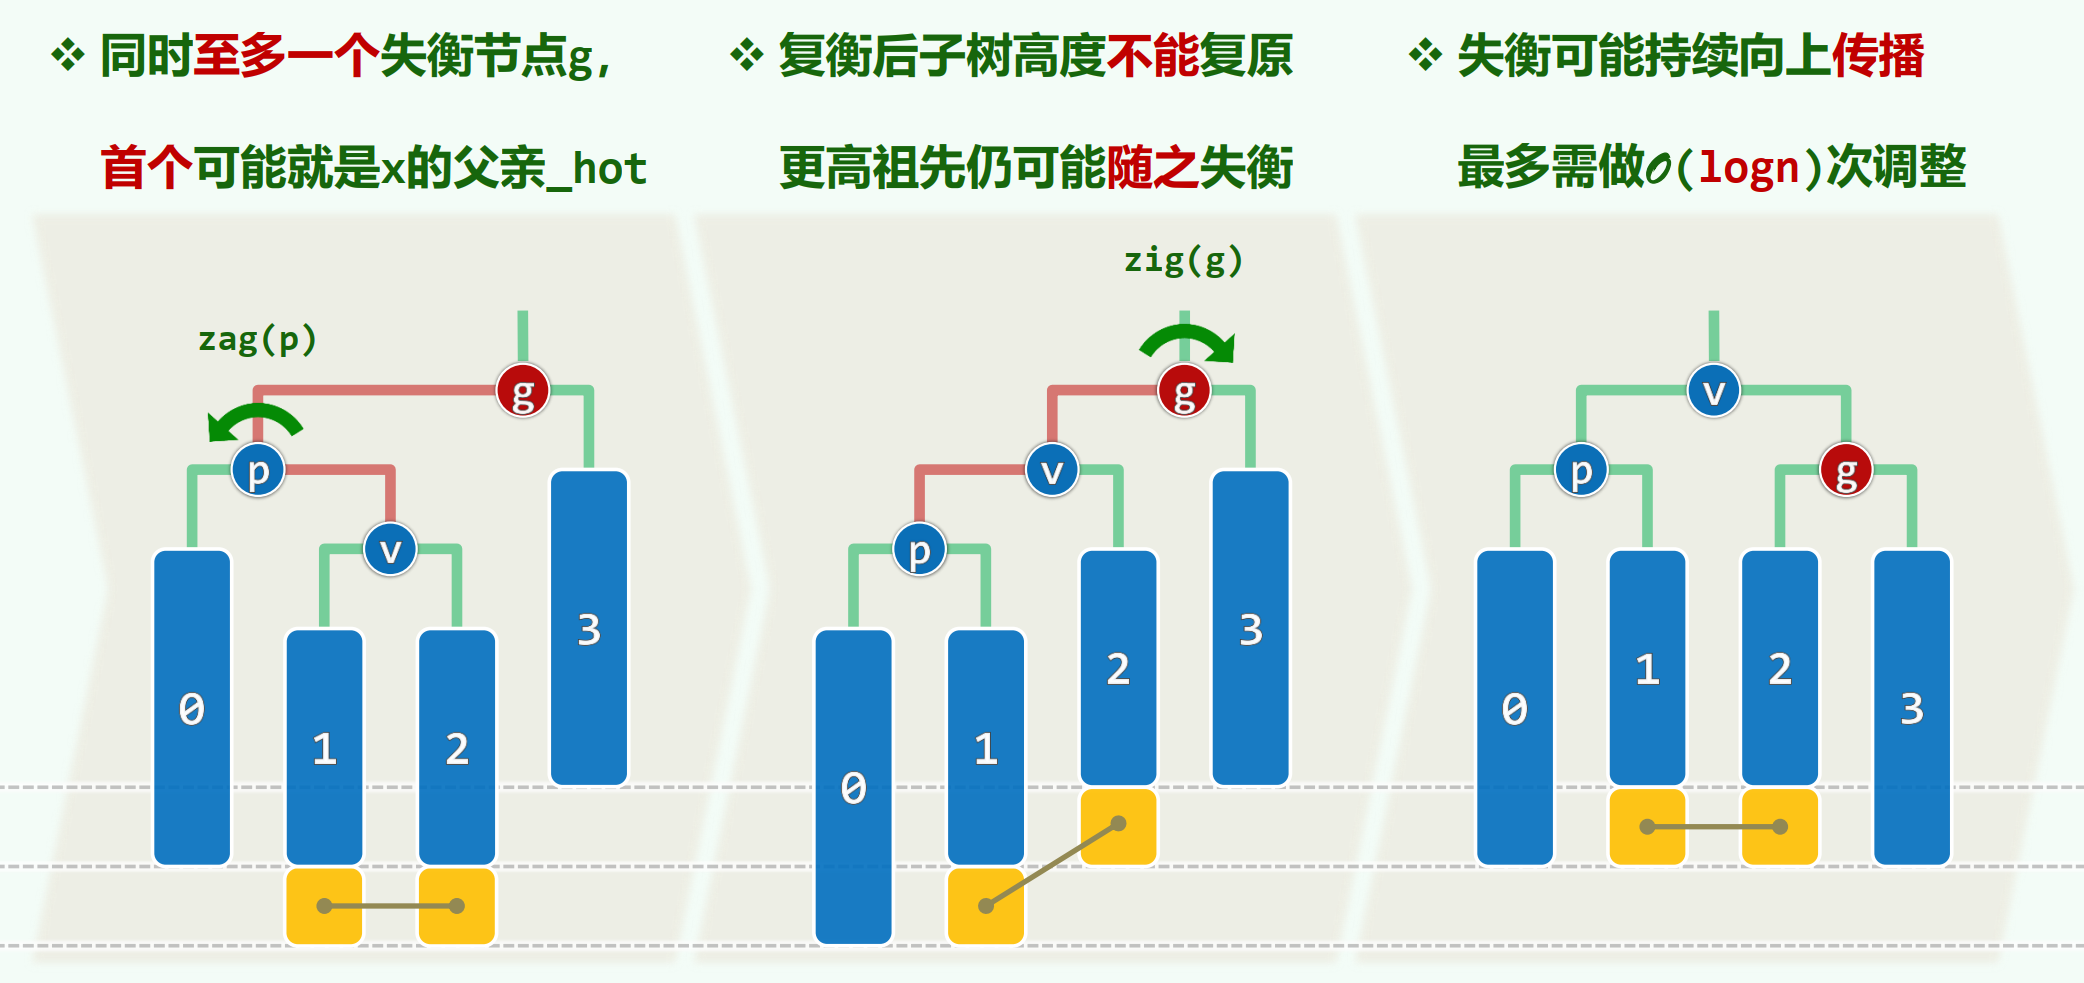 ❖ 同时至多一个失衡节点g,
首个可能就是x的父亲_hot
❖ 复衡后子树高度不能复原
更高祖先仍可能随之失衡
❖ 失衡可能持续向上传播
最多需做O(logn)次调整
zag(p)
g
p
v
0
1
2
3
zig(g)
g
v
p
0
1
2
3
v
p
g
0
1
2
3